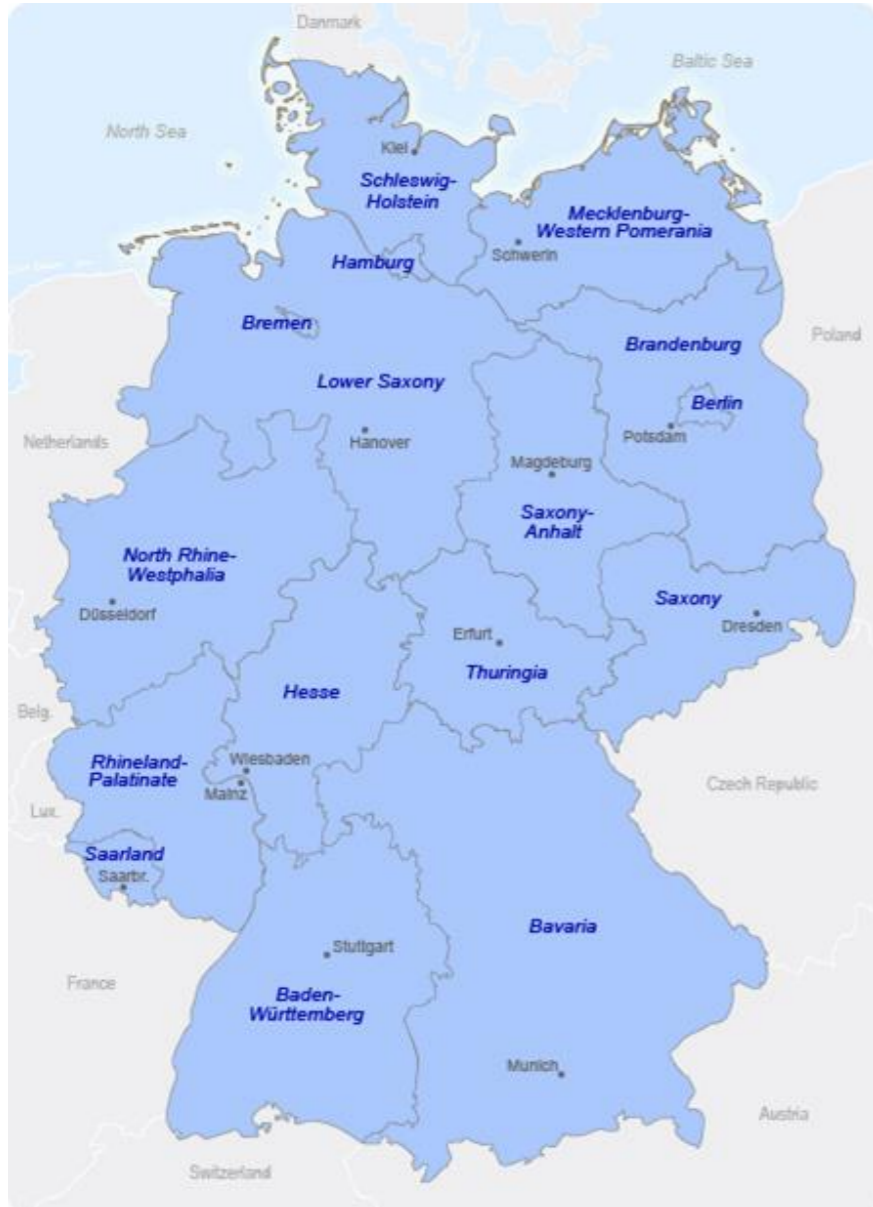 Danmark
Baltic Sea
North Sea
Kiel
Schleswig-
Holstein
Mecklenburg-
Western Pomerania
Schwerin
Hamburg
Bremen
Brandenburg
Poland
Lower Saxony
Berlin
Hanover
Potsdam
Netherlands
Magdeburg
Saxony-
Anhalt
North Rhine-
Westphalia
Saxony
Düsseldorf
Dresden
Erfurt
Thuringia
Hesse
Belg.
Rhineland-
Palatinate
Wiesbaden
Mainz
Czech Republic
Lux.
Saarland
Saarbr.
Bavaria
Stuttgart
France
Baden-
Württemberg
Munich
Austria
Switzerland